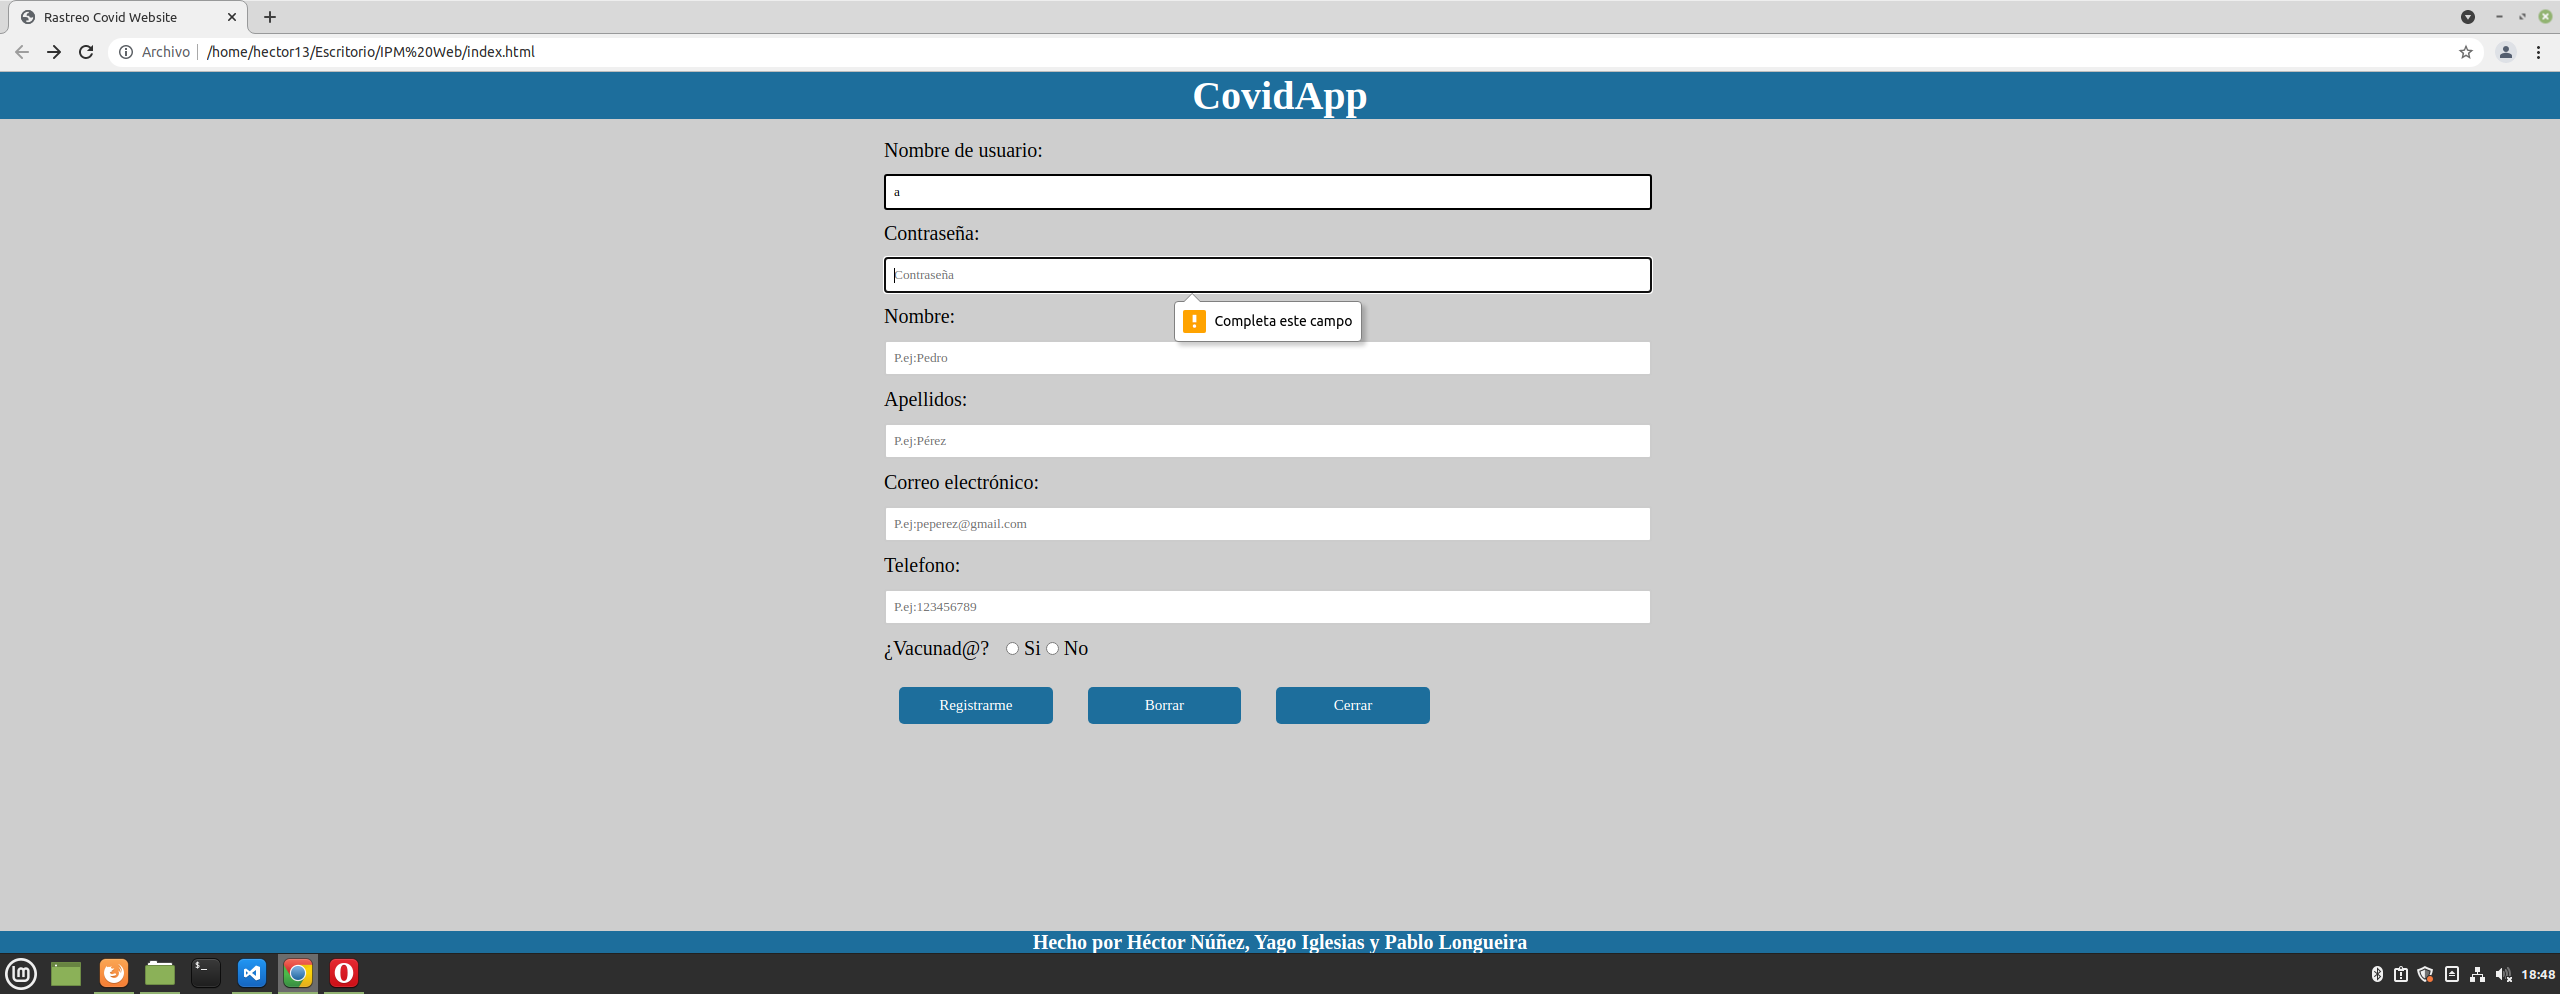 Rastreo Covid Website
Archivo /home/hector13/Escritorio/IPM%20Web/index.html
CovidApp
Nombre de usuario:
a
Contraseña:
Contraseña
Completa este campo
Nombre:
P.ej:Pedro
Apellidos:
P.ej:Pérez
Correo electrónico:
P.ej:peperez@gmail.com
Telefono:
P.ej:123456789
¿Vacunad@? Si No
Registrarme Borrar Cerrar
Hecho por Héctor Núñez, Yago Iglesias y Pablo Longueira
18:48